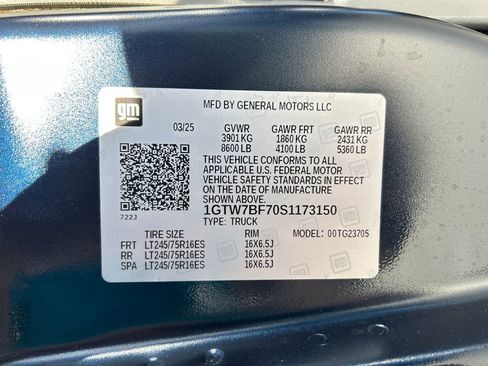 gm
MFD BY GENERAL MOTORS LLC
03/25 GVWR GAWR FRT GAWR RR
3901 KG 1860 KG 2431 KG
8600 LB 4100 LB 5360 LB
THIS VEHICLE CONFORMS TO ALL
APPLICABLE U.S. FEDERAL MOTOR
VEHICLE SAFETY STANDARDS IN EFFECT
ON THE DATE OF MANUFACTURE
SHOWN ABOVE.
722J 1GTW7BF70S1173150
TYPE: TRUCK
TIRE SIZE RIM MODEL: 00TG23705
FRT LT245/75R16ES 16X6.5J
RR LT245/75R16ES 16X6.5J
SPA LT245/75R16ES 16X6.5J